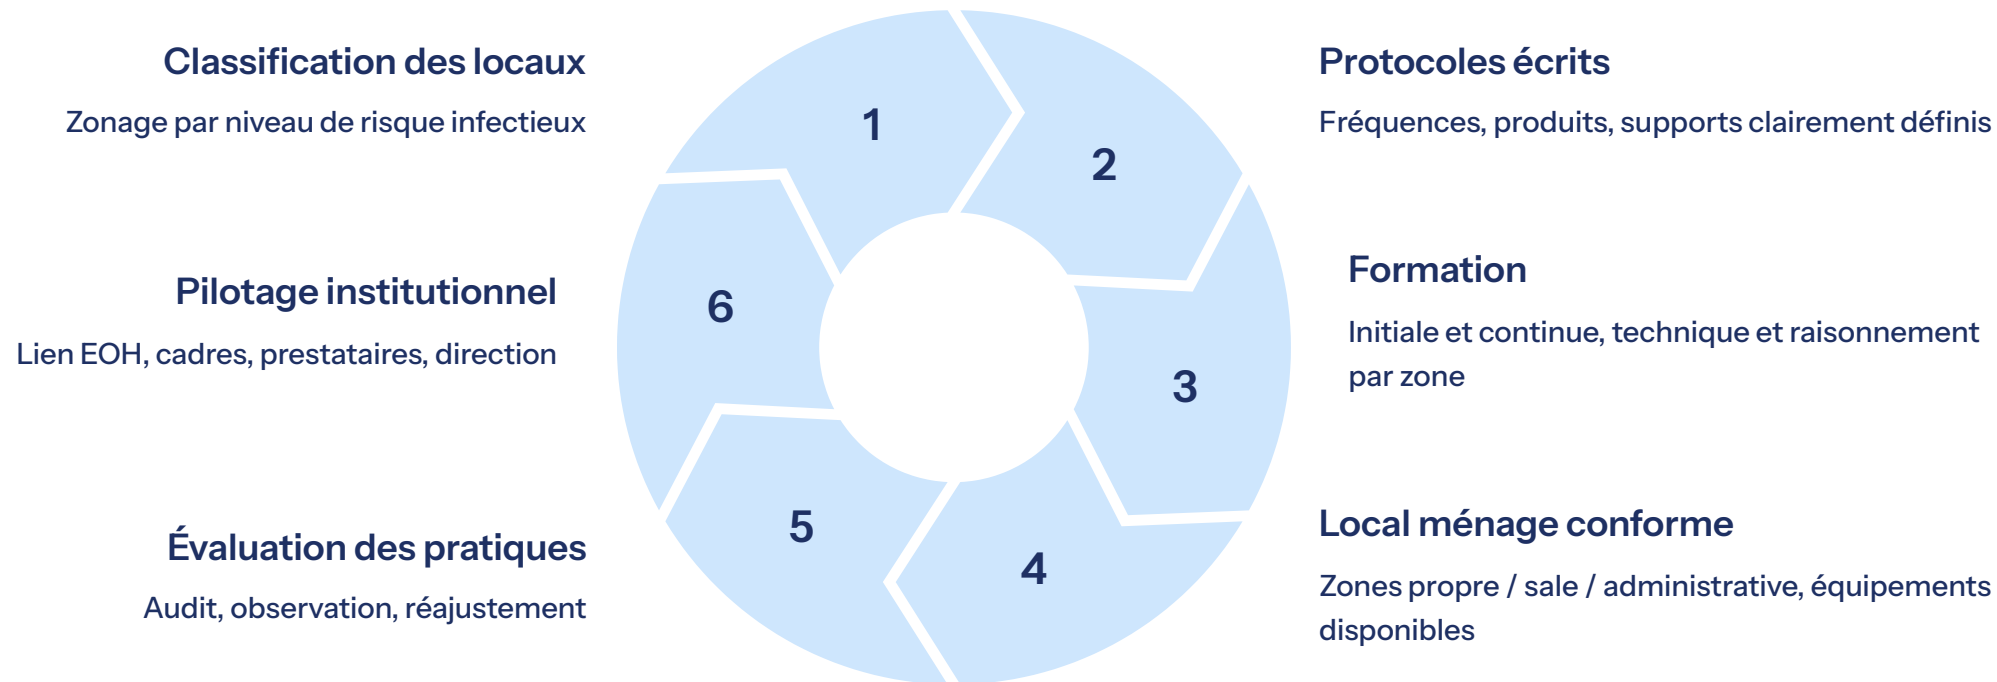 Classification des locaux
Zonage par niveau de risque infectieux
1
Protocoles écrits
Fréquences, produits, supports clairement définis
2
Formation
Initiale et continue, technique et raisonnement
par zone
3
Local ménage conforme
Zones propre / sale / administrative, équipements
disponibles
4
Évaluation des pratiques
Audit, observation, réajustement
5
Pilotage institutionnel
Lien EOH, cadres, prestataires, direction
6